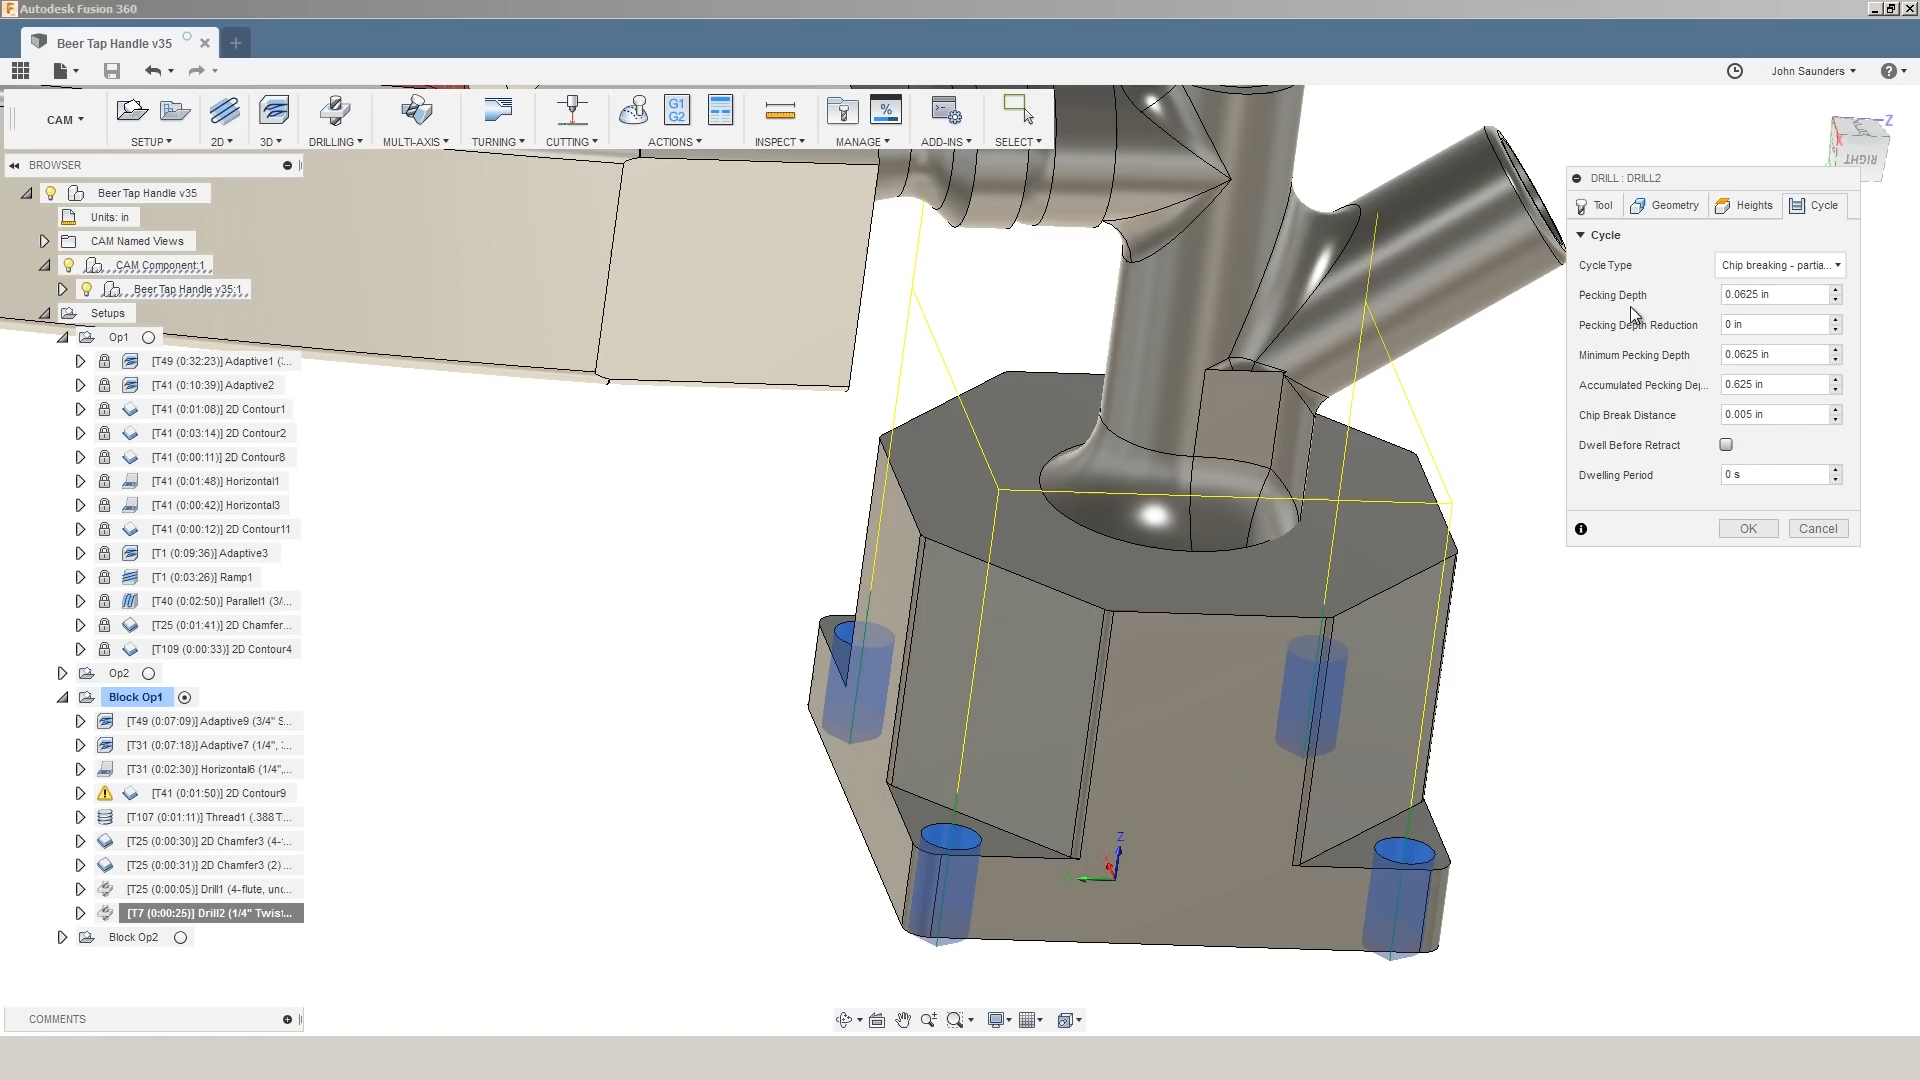 Autodesk Fusion 360
Beer Tap Handle v35
John Saunders
CAM
SETUP
2D
3D
DRILLING
MULTI-AXIS
TURNING
CUTTING
G1
G2
ACTIONS
INSPECT
%
MANAGE
ADD-INS
SELECT
Z
X
RIGHT
BROWSER
Beer Tap Handle v35
Units: in
CAM Named Views
CAM Component:1
Beer Tap Handle v35:1
Setups
Op1
[T49 (0:32:23)] Adaptive1 (:...
[T41 (0:10:39)] Adaptive2
[T41 (0:01:08)] 2D Contour1
[T41 (0:03:14)] 2D Contour2
[T41 (0:00:11)] 2D Contour8
[T41 (0:01:48)] Horizontal1
[T41 (0:00:42)] Horizontal3
[T41 (0:00:12)] 2D Contour11
[T1 (0:09:36)] Adaptive3
[T1 (0:03:26)] Ramp1
[T40 (0:02:50)] Parallel1 (3/...
[T25 (0:01:41)] 2D Chamfer...
[T109 (0:00:33)] 2D Contour4
Op2
Block Op1
[T49 (0:07:09)] Adaptive9 (3/4" S...
[T31 (0:07:18)] Adaptive7 (1/4", :...
[T31 (0:02:30)] Horizontal6 (1/4",...
[T41 (0:01:50)] 2D Contour9
[T107 (0:01:11)] Thread1 (.388 T...
[T25 (0:00:30)] 2D Chamfer3 (4-...
[T25 (0:00:31)] 2D Chamfer3 (2) ...
[T25 (0:00:05)] Drill1 (4-flute, unc...
[T7 (0:00:25)] Drill2 (1/4" Twist...
Block Op2
COMMENTS
Z
DRILL : DRILL2
Tool
Geometry
Heights
Cycle
Cycle
Cycle Type
Chip breaking - partia...
Pecking Depth
0.0625 in
Pecking Depth Reduction
0 in
Minimum Pecking Depth
0.0625 in
Accumulated Pecking Dep...
0.625 in
Chip Break Distance
0.005 in
Dwell Before Retract
Dwelling Period
0 s
OK
Cancel